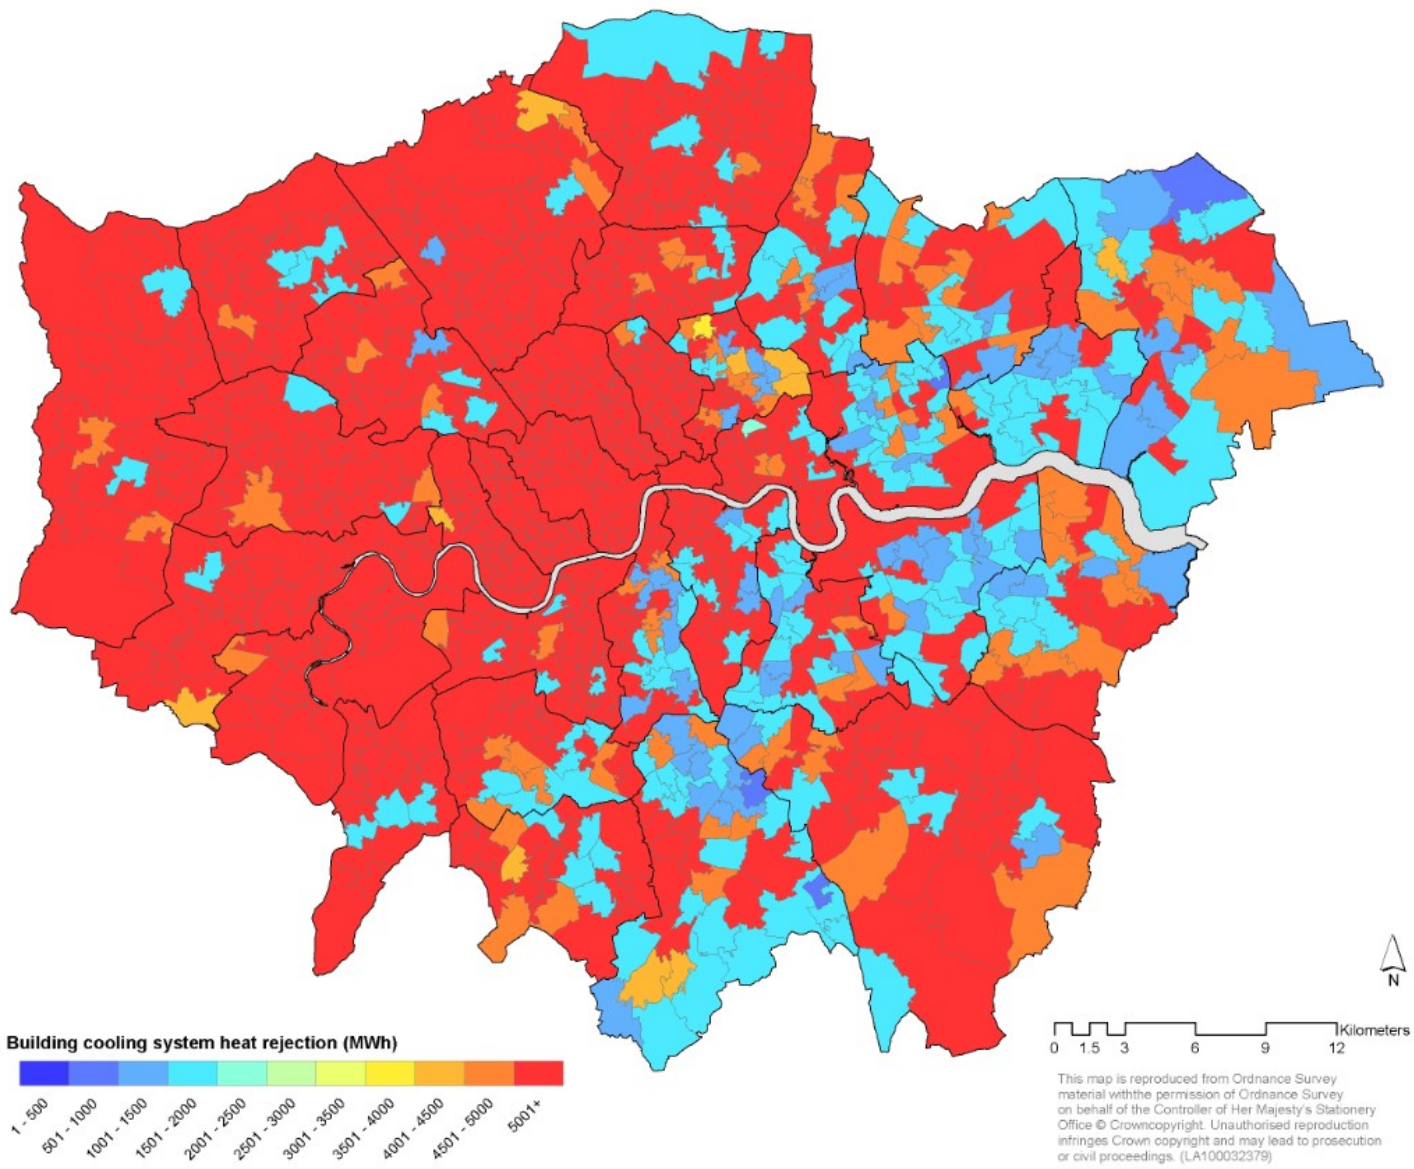 N
Building cooling system heat rejection (MWh)
1 - 500
501 - 1000
1001 - 1500
1501 - 2000
2001 - 2500
2501 - 3000
3001 - 3500
3501 - 4000
4001 - 4500
4501 - 5000
5001+
Kilometers
0 1.5 3 6 9 12
This map is reproduced from Ordnance Survey
material withthe permission of Ordnance Survey
on behalf of the Controller of Her Majesty's Stationery
Office © Crowncopyright. Unauthorised reproduction
infringes Crown copyright and may lead to prosecution
or civil proceedings. (LA100032379)